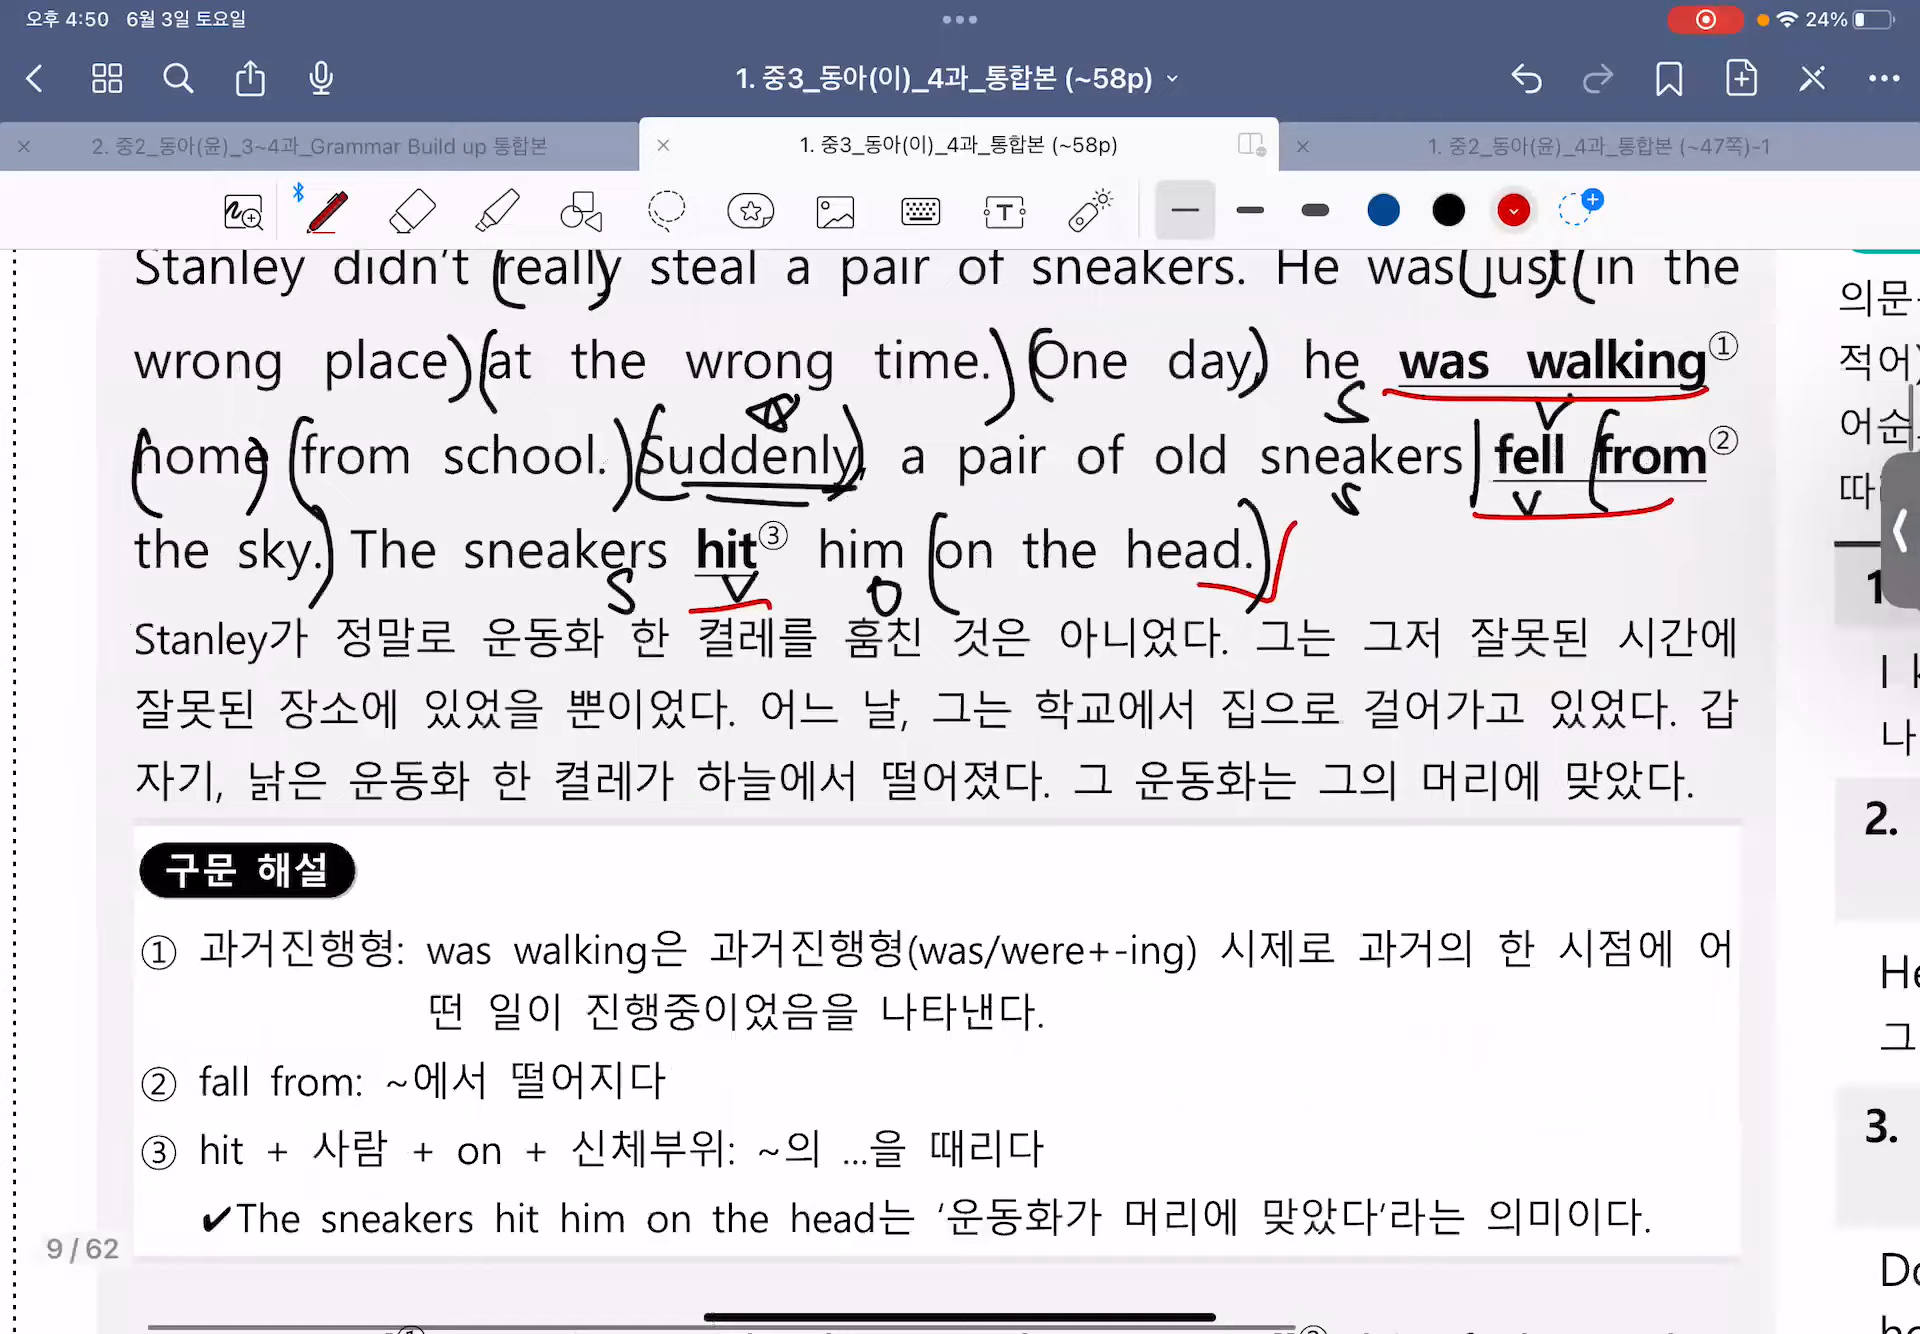 오후 4:50 6월 3일 토요일
24%
1. 중3_동아(이)_4과_통합본 (~58p)
2. 중2_동아(윤)_3~4과_Grammar Build up 통합본
1. 중3_동아(이)_4과_통합본 (~58p)
1. 중2_동아(윤)_4과_통합본 (~47쪽)-1
Stanley didn't really steal a pair of sneakers. He was just in the
wrong place at the wrong time. One day, he was walking①
S V
home from school. Suddenly, a pair of old sneakers fell from②
S V
the sky. The sneakers hit③ him on the head.
S V O
Stanley가 정말로 운동화 한 켤레를 훔친 것은 아니었다. 그는 그저 잘못된 시간에
잘못된 장소에 있었을 뿐이었다. 어느 날, 그는 학교에서 집으로 걸어가고 있었다. 갑
자기, 낡은 운동화 한 켤레가 하늘에서 떨어졌다. 그 운동화는 그의 머리에 맞았다.
구문 해설
① 과거진행형: was walking은 과거진행형(was/were+-ing) 시제로 과거의 한 시점에 어
떤 일이 진행중이었음을 나타낸다.
② fall from: ~에서 떨어지다
③ hit + 사람 + on + 신체부위: ~의 ...을 때리다
✔The sneakers hit him on the head는 '운동화가 머리에 맞았다'라는 의미이다.
9 / 62
의문
적어)
어순
따
1
I
나
2.
He
그
3.
Do